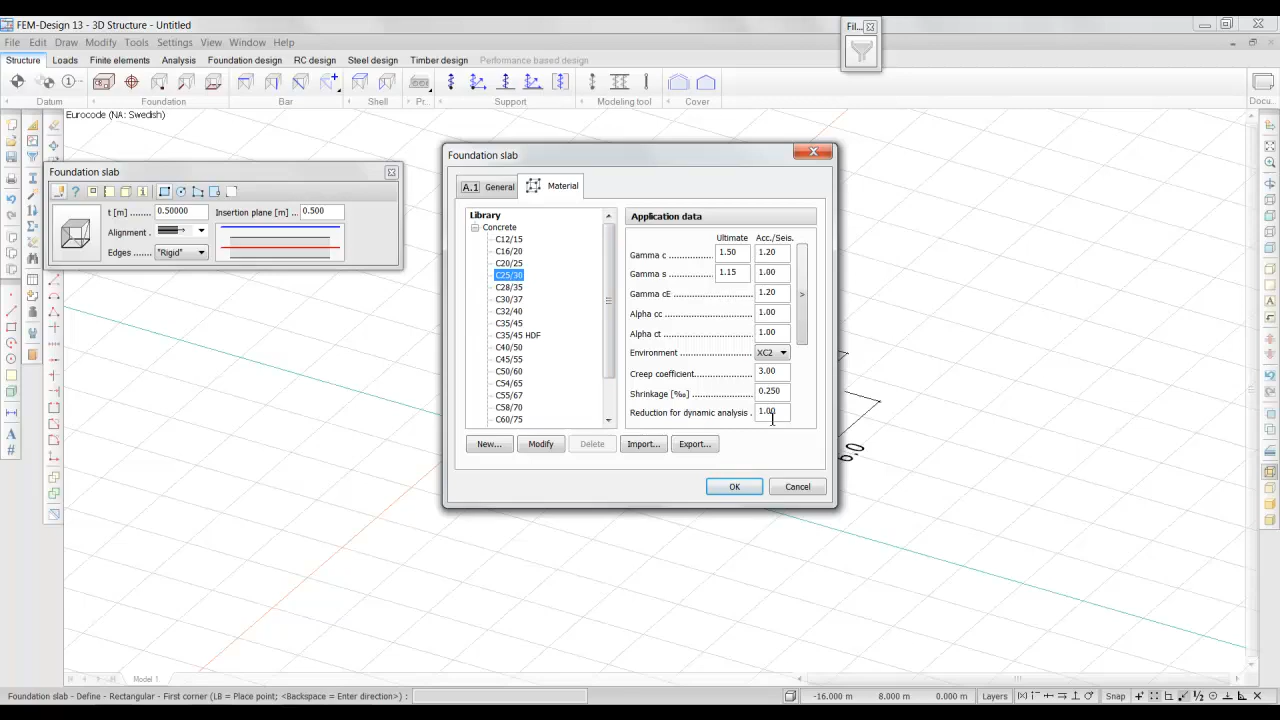 FEM-Design 13 - 3D Structure - Untitled
Fil...
File Edit Draw Modify Tools Settings View Window Help
Structure Loads Finite elements Analysis Foundation design RC design Steel design Timber design Performance based design
Datum Foundation Bar Shell Pr... Support Modeling tool Cover Docu...
Eurocode (NA: Swedish)
Foundation slab
t [m] ........ 0.50000 Insertion plane [m] ... 0.500
Alignment .
Edges ....... "Rigid"
Foundation slab
A.1 General Material
Library
Concrete
C12/15
C16/20
C20/25
C25/30
C28/35
C30/37
C32/40
C35/45
C35/45 HDF
C40/50
C45/55
C50/60
C54/65
C55/67
C58/70
C60/75
Application data
Ultimate Acc./Seis.
Gamma c 1.50 1.20
Gamma s 1.15 1.00
Gamma cE 1.20
Alpha cc 1.00
Alpha ct 1.00
Environment XC2
Creep coefficient 3.00
Shrinkage [‰] 0.250
Reduction for dynamic analysis . 1.00
>
New... Modify Delete Import... Export...
OK Cancel
Model 1
Foundation slab - Define - Rectangular - First corner (LB = Place point; <Backspace = Enter direction>) : -16.000 m 8.000 m 0.000 m Layers Snap